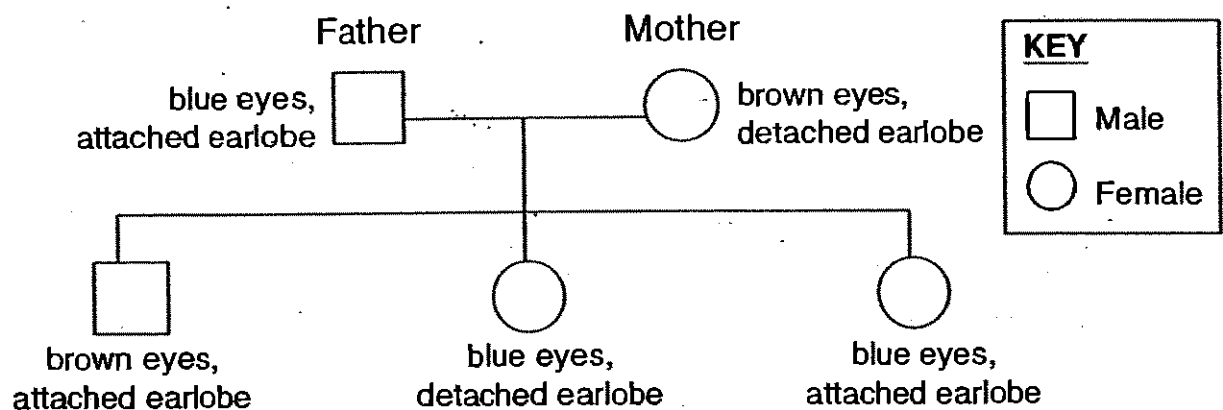 Father
Mother
blue eyes,
attached earlobe
brown eyes,
detached earlobe
KEY
Male
Female
brown eyes,
attached earlobe
blue eyes,
detached earlobe
blue eyes,
attached earlobe